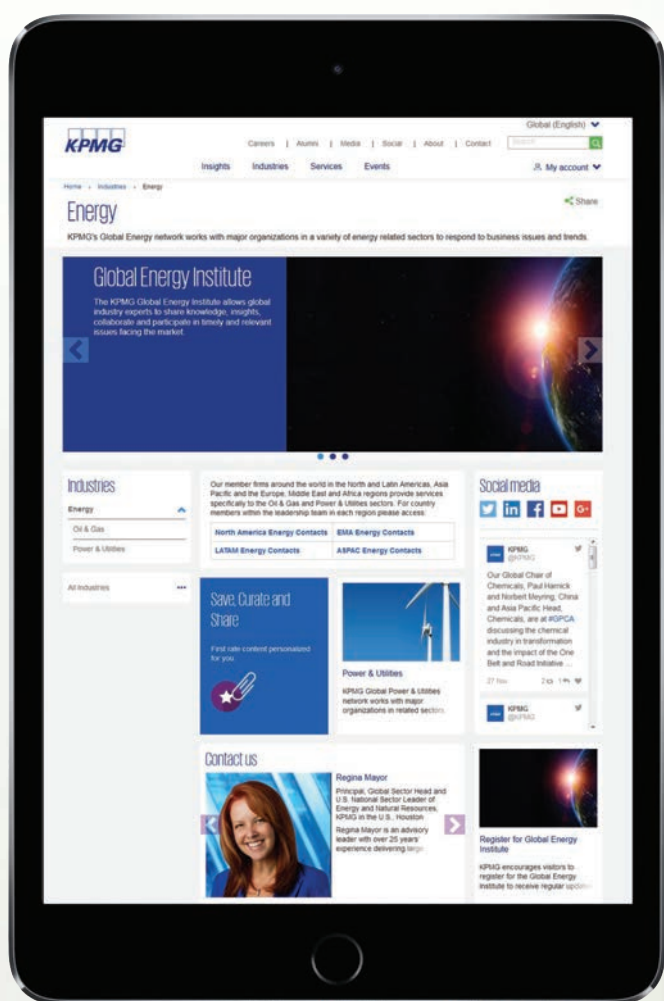 Global (English)
KPMG
Careers | Alumni | Media | Social | About | Contact
Search
Insights Industries Services Events
My account
Home › Industries › Energy
Energy
Share
KPMG's Global Energy network works with major organizations in a variety of energy related sectors to respond to business issues and trends.
Global Energy Institute
The KPMG Global Energy Institute allows global
industry experts to share knowledge, insights,
collaborate and participate in timely and relevant
issues facing the market.
Industries
Energy
Oil & Gas
Power & Utilities
All Industries
Our member firms around the world in the North and Latin Americas, Asia
Pacific and the Europe, Middle East and Africa regions provide services
specifically to the Oil & Gas and Power & Utilities sectors. For country
members within the leadership team in each region please access:
North America Energy Contacts EMA Energy Contacts
LATAM Energy Contacts ASPAC Energy Contacts
Save, Curate and
Share
First rate content personalized
for you
Power & Utilities
KPMG Global Power & Utilities
network works with major
organizations in related sectors.
Social media
KPMG
@KPMG
Our Global Chair of
Chemicals, Paul Harnick
and Norbert Meyring, China
and Asia Pacific Head,
Chemicals, are at #GPCA
discussing the chemical
industry in transformation
and the impact of the One
Belt and Road Initiative ...
27 Nov
KPMG
@KPMG
Contact us
Regina Mayor
Principal, Global Sector Head and
U.S. National Sector Leader of
Energy and Natural Resources,
KPMG in the U.S., Houston
Regina Mayor is an advisory
leader with over 25 years'
experience delivering large
Register for Global Energy
Institute
KPMG encourages visitors to
register for the Global Energy
Institute to receive regular